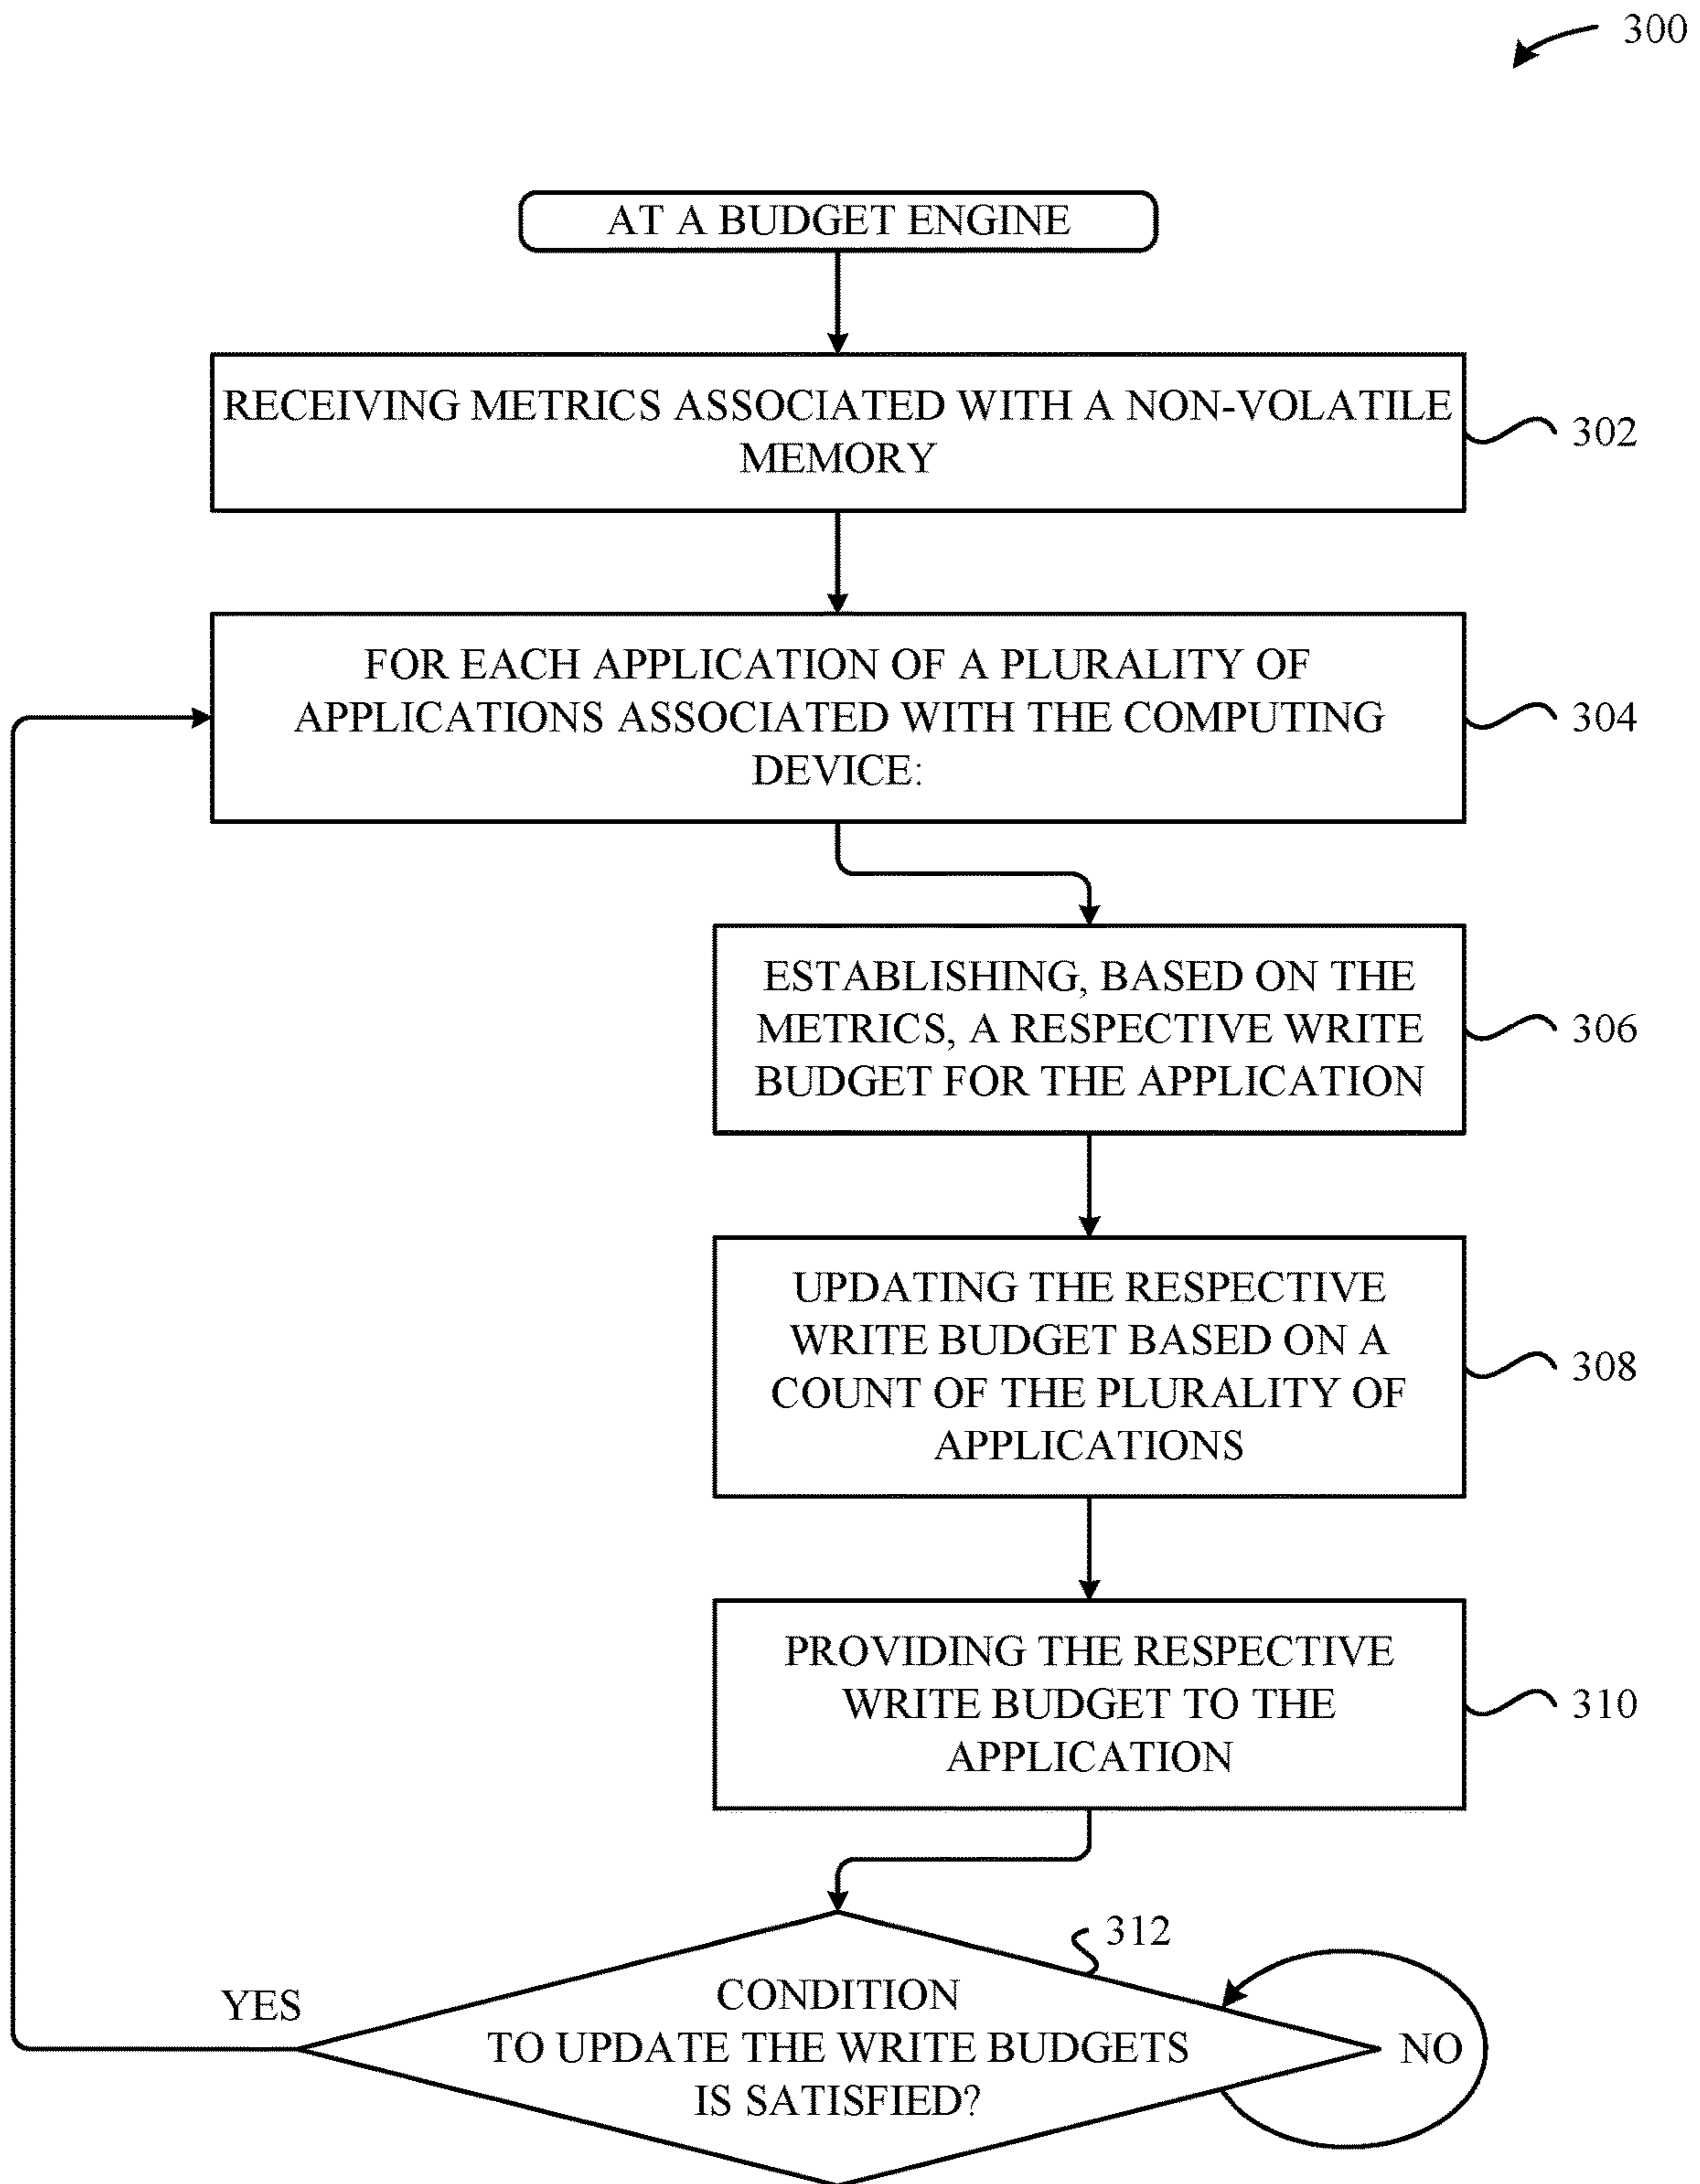 300
AT A BUDGET ENGINE
RECEIVING METRICS ASSOCIATED WITH A NON-VOLATILE
MEMORY
302
FOR EACH APPLICATION OF A PLURALITY OF
APPLICATIONS ASSOCIATED WITH THE COMPUTING
DEVICE:
304
ESTABLISHING, BASED ON THE
METRICS, A RESPECTIVE WRITE
BUDGET FOR THE APPLICATION
306
UPDATING THE RESPECTIVE
WRITE BUDGET BASED ON A
COUNT OF THE PLURALITY OF
APPLICATIONS
308
PROVIDING THE RESPECTIVE
WRITE BUDGET TO THE
APPLICATION
310
312
YES
CONDITION
TO UPDATE THE WRITE BUDGETS
IS SATISFIED?
NO